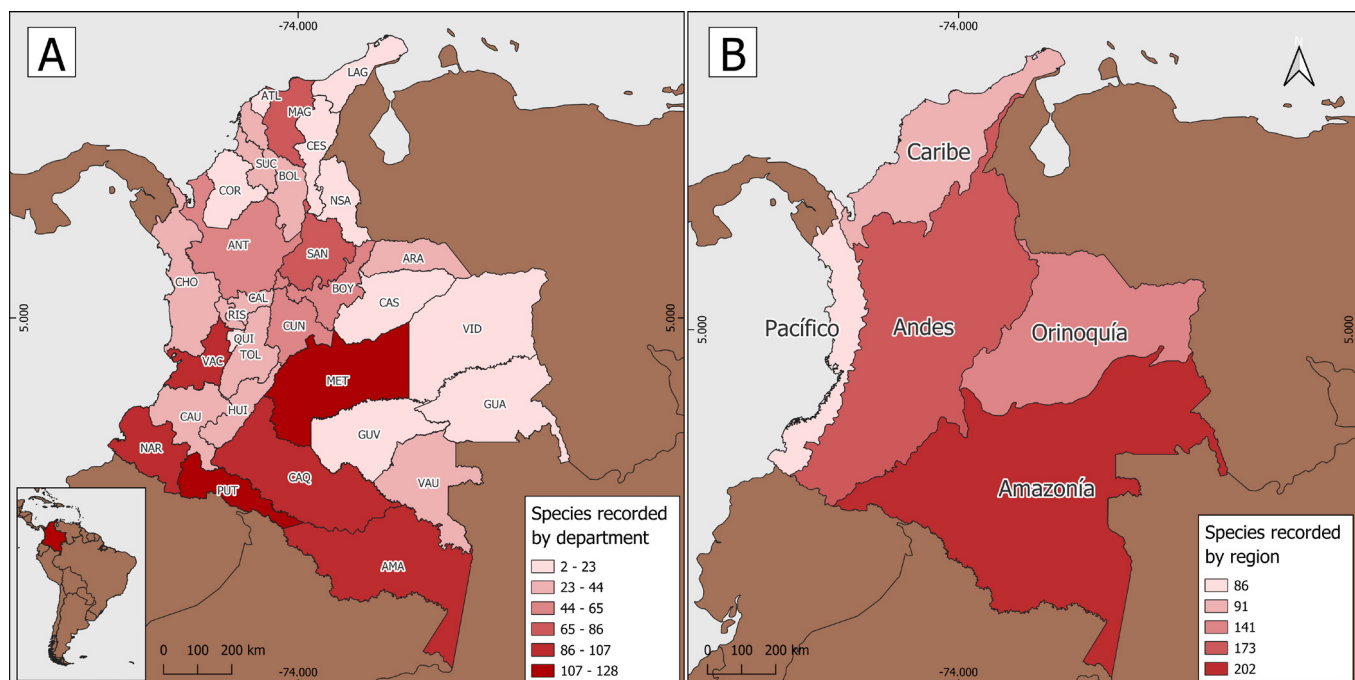 A
-74.000
LAG
ATL
MAG
CES
SUC
BOL
COR
NSA
ANT
SAN
ARA
CHO
BOY
CAL
CAS
RIS
CUN
VID
QUI
VAC
TOL
MET
GUA
CAU
HUI
GUV
NAR
CAQ
VAU
PUT
AMA
5.000
5.000
Species recorded
by department
2 - 23
23 - 44
44 - 65
65 - 86
86 - 107
107 - 128
0 100 200 km
-74.000
B
-74.000
N
Caribe
Pacífico
Andes
Orinoquía
Amazonía
5.000
5.000
Species recorded
by region
86
91
141
173
202
0 100 200 km
-74.000